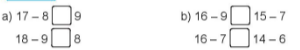 a) 17 – 8 □ 9
b) 16 – 9 □ 15 – 7
18 – 9 □ 8
16 – 7 □ 14 – 6